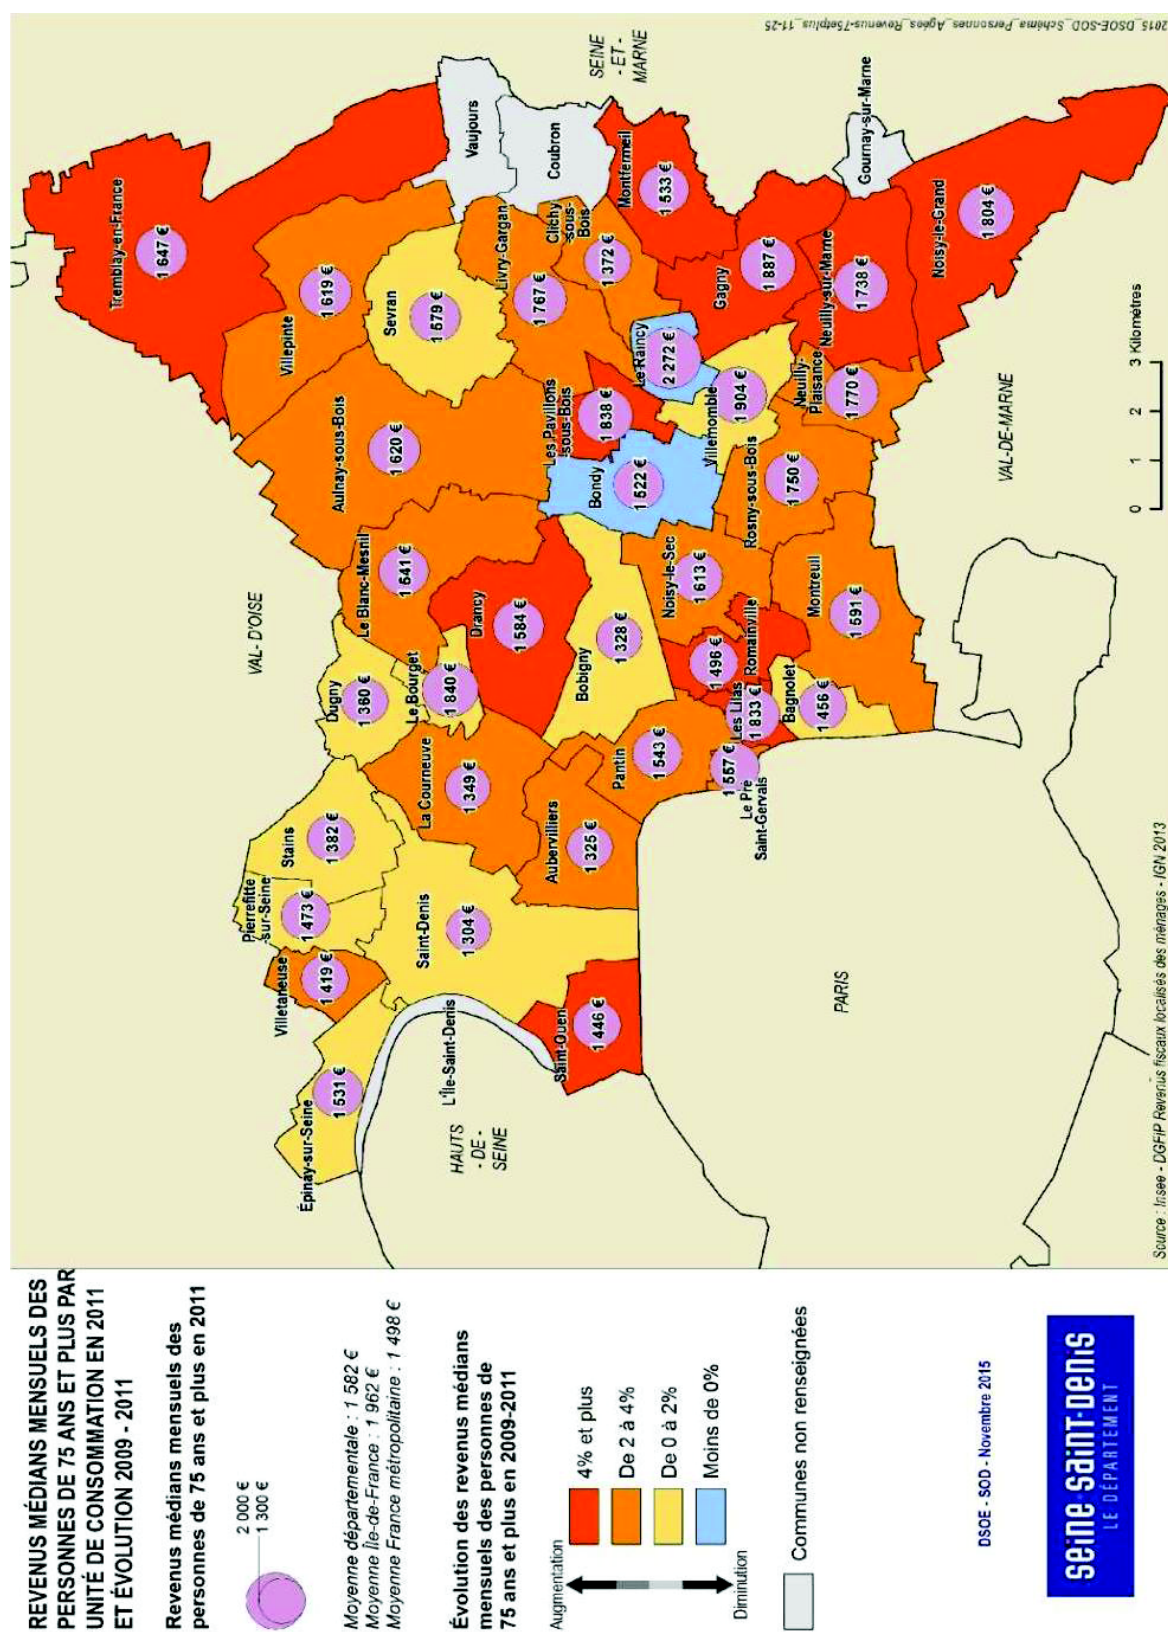 REVENUS MÉDIANS MENSUELS DES
PERSONNES DE 75 ANS ET PLUS PAR
UNITÉ DE CONSOMMATION EN 2011
ET ÉVOLUTION 2009 - 2011
Revenus médians mensuels des
personnes de 75 ans et plus en 2011
2 000 €
1 300 €
Moyenne départementale : 1 582 €
Moyenne Île-de-France : 1 962 €
Moyenne France métropolitaine : 1 498 €
Évolution des revenus médians
mensuels des personnes de
75 ans et plus en 2009-2011
Augmentation
Diminution
4% et plus
De 2 à 4%
De 0 à 2%
Moins de 0%
Communes non renseignées
DSOE - SOD - Novembre 2015
seine-saint-denis
LE DÉPARTEMENT
VAL- D'OISE
SEINE
- ET -
MARNE
HAUTS
- DE -
SEINE
PARIS
VAL-DE-MARNE
Épinay-sur-Seine
1 531 €
Villetaneuse
1 419 €
Pierrefitte
-sur-Seine
1 473 €
Stains
1 382 €
Dugny
1 360 €
Le Bourget
1 840 €
Le Blanc-Mesnil
1 541 €
Aulnay-sous-Bois
1 620 €
Villepinte
1 619 €
Tremblay-en-France
1 647 €
Sevran
1 579 €
Vaujours
Coubron
L'Île-Saint-Denis
Saint-Denis
1 304 €
La Courneuve
1 349 €
Drancy
1 584 €
Livry-Gargan
1 767 €
Clichy
-sous-
Bois
1 372 €
Montfermeil
1 533 €
Saint-Ouen
1 446 €
Aubervilliers
1 325 €
Pantin
1 543 €
Bobigny
1 328 €
Bondy
1 522 €
Les Pavillons
-sous-Bois
1 838 €
Le Raincy
2 272 €
Gagny
1 887 €
Le Pré
Saint-Gervais
1 557 €
Les Lilas
1 833 €
Romainville
1 496 €
Noisy-le-Sec
1 613 €
Villemomble
1 904 €
Bagnolet
1 456 €
Montreuil
1 591 €
Rosny-sous-Bois
1 750 €
Neuilly-
Plaisance
1 770 €
Neuilly-sur-Marne
1 738 €
Gournay-sur-Marne
Noisy-le-Grand
1 804 €
0 1 2 3 Kilomètres
Source : Insee - DGFiP Revenus fiscaux localisés des ménages - IGN 2013
2015_DSOE-SOD_Schéma_Personnes_Agées_Revenus-75etplus_11-25